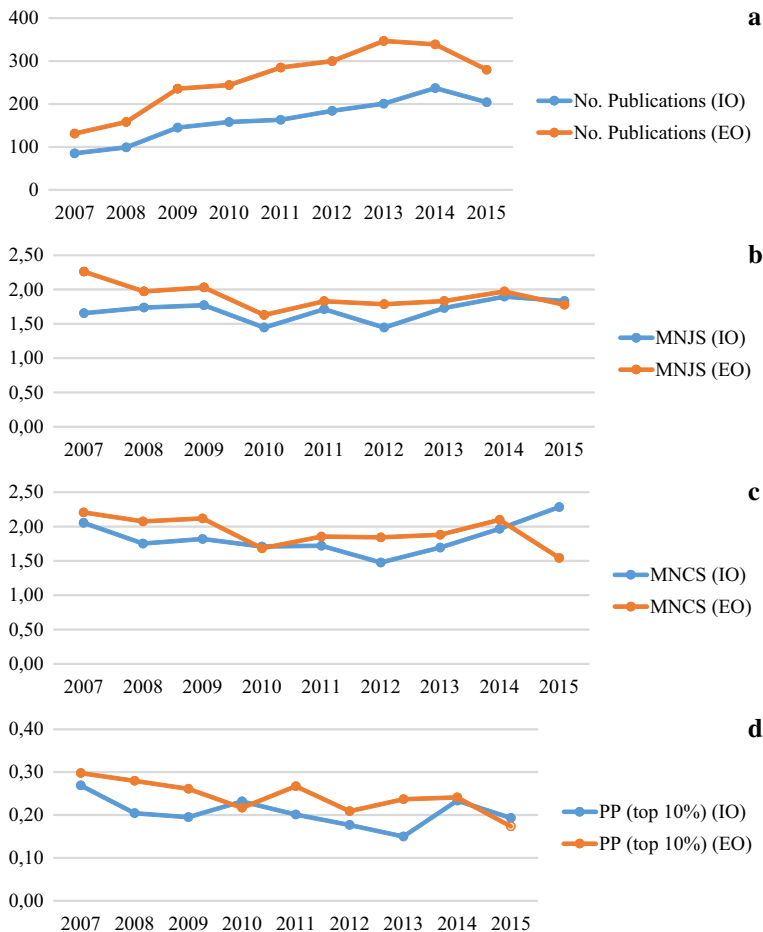 a
400
300
200
100
0
2007 2008 2009 2010 2011 2012 2013 2014 2015
No. Publications (IO)
No. Publications (EO)
b
2,50
2,00
1,50
1,00
0,50
0,00
2007 2008 2009 2010 2011 2012 2013 2014 2015
MNJS (IO)
MNJS (EO)
c
2,50
2,00
1,50
1,00
0,50
0,00
2007 2008 2009 2010 2011 2012 2013 2014 2015
MNCS (IO)
MNCS (EO)
d
0,40
0,30
0,20
0,10
0,00
2007 2008 2009 2010 2011 2012 2013 2014 2015
PP (top 10%) (IO)
PP (top 10%) (EO)